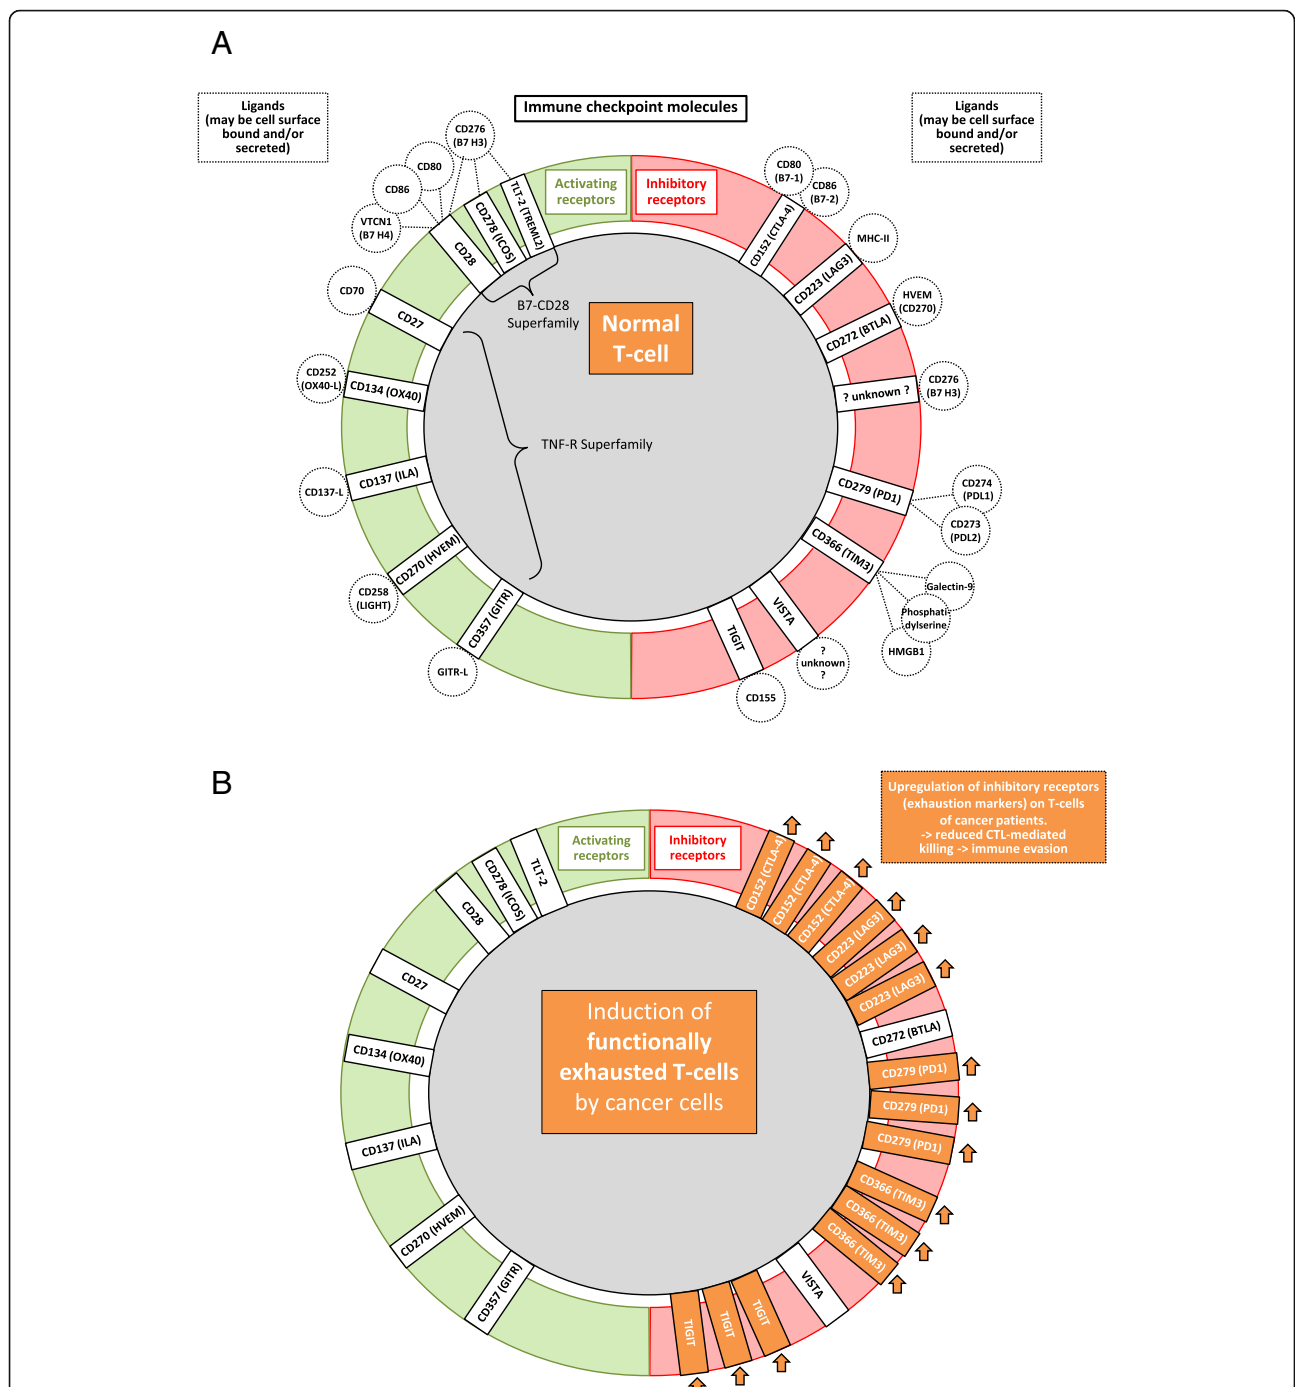 A
Ligands
(may be cell surface
bound and/or
secreted)
Immune checkpoint molecules
Ligands
(may be cell surface
bound and/or
secreted)
CD276
(B7 H3)
CD80
CD86
VTCN1
(B7 H4)
CD70
CD252
(OX40-L)
CD137-L
CD258
(LIGHT)
GITR-L
TLT-2 (TREML2)
CD278 (ICOS)
CD28
CD27
CD134 (OX40)
CD137 (ILA)
CD270 (HVEM)
CD357 (GITR)
Activating
receptors
Inhibitory
receptors
B7-CD28
Superfamily
Normal
T-cell
TNF-R Superfamily
CD152 (CTLA-4)
CD223 (LAG3)
CD272 (BTLA)
? unknown ?
CD279 (PD1)
CD366 (TIM3)
VISTA
TIGIT
CD80
(B7-1)
CD86
(B7-2)
MHC-II
HVEM
(CD270)
CD276
(B7 H3)
CD274
(PDL1)
CD273
(PDL2)
Galectin-9
Phosphati-
dylserine
HMGB1
?
unknown
?
CD155
B
Upregulation of inhibitory receptors
(exhaustion markers) on T-cells
of cancer patients.
-> reduced CTL-mediated
killing -> immune evasion
Activating
receptors
Inhibitory
receptors
TLT-2
CD278 (ICOS)
CD28
CD27
CD134 (OX40)
CD137 (ILA)
CD270 (HVEM)
CD357 (GITR)
Induction of
functionally
exhausted T-cells
by cancer cells
CD152 (CTLA-4)
CD152 (CTLA-4)
CD152 (CTLA-4)
CD223 (LAG3)
CD223 (LAG3)
CD223 (LAG3)
CD272 (BTLA)
CD279 (PD1)
CD279 (PD1)
CD279 (PD1)
CD366 (TIM3)
CD366 (TIM3)
CD366 (TIM3)
VISTA
TIGIT
TIGIT
TIGIT